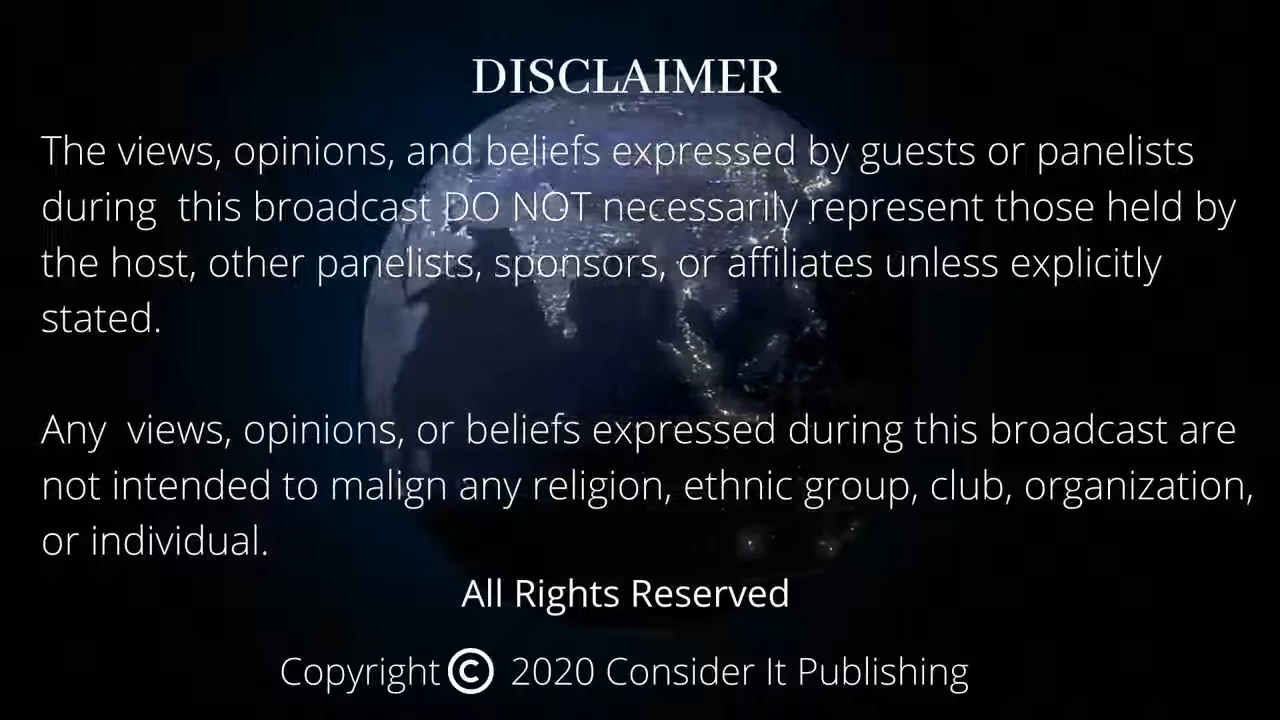 DISCLAIMER
The views, opinions, and beliefs expressed by guests or panelists
during  this broadcast DO NOT necessarily represent those held by
the host, other panelists, sponsors, or affiliates unless explicitly
stated.
Any  views, opinions, or beliefs expressed during this broadcast are
not intended to malign any religion, ethnic group, club, organization,
or individual.
All Rights Reserved
Copyright © 2020 Consider It Publishing